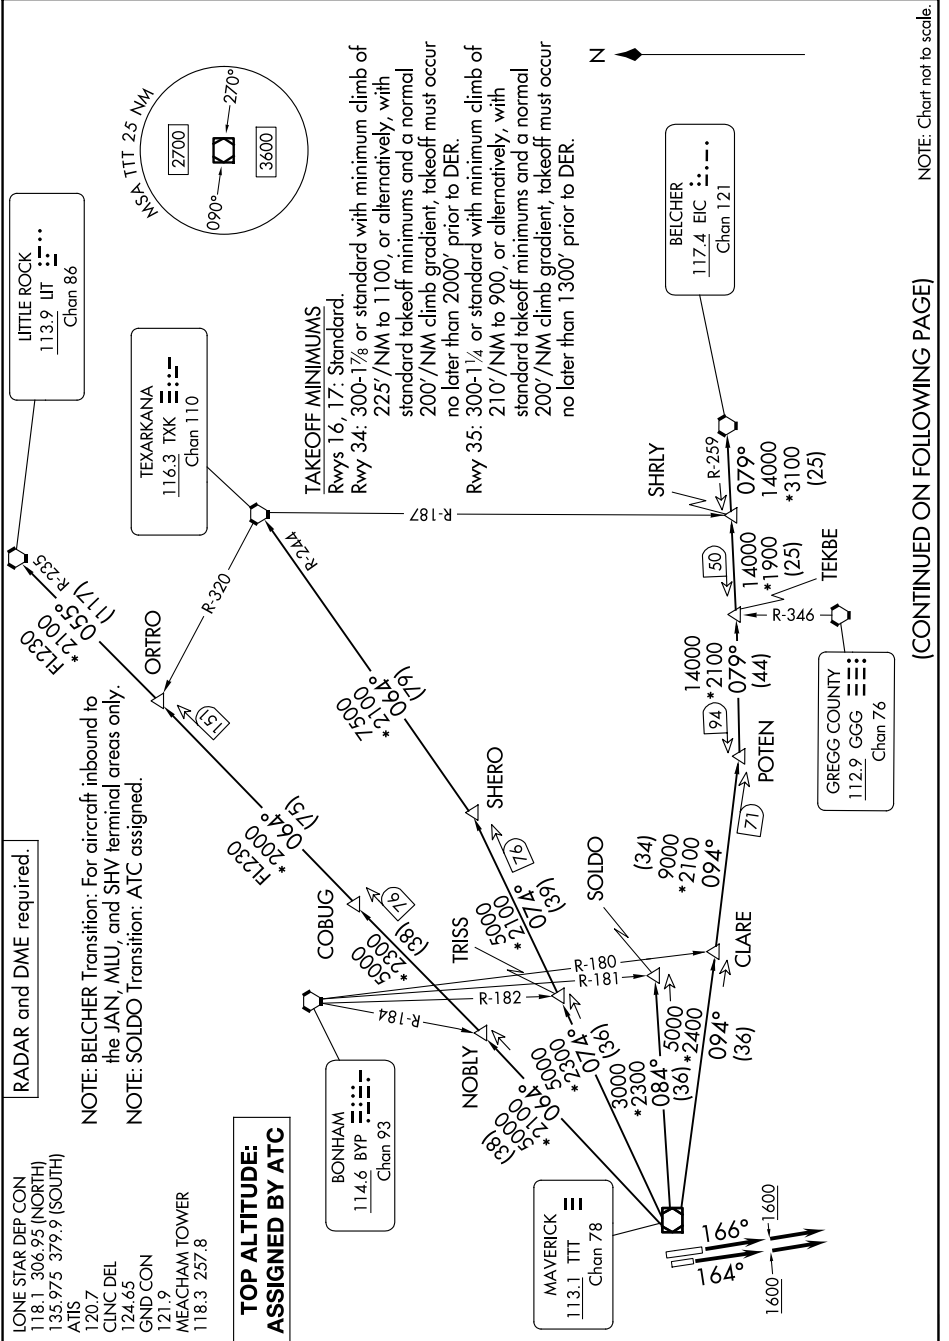 LONE STAR DEP CON
118.1 306.95 (NORTH)
135.975 379.9 (SOUTH)
ATIS
120.7
CLNC DEL
124.65
GND CON
121.9
MEACHAM TOWER
118.3 257.8
RADAR and DME required.
NOTE: BELCHER Transition: For aircraft inbound to
the JAN, MLU, and SHV terminal areas only.
NOTE: SOLDO Transition: ATC assigned.
TOP ALTITUDE:
ASSIGNED BY ATC
LITTLE ROCK
113.9 LIT
Chan 86
MSA TTT 25 NM
2700
090°
270°
3600
TEXARKANA
116.3 TXK
Chan 110
TAKEOFF MINIMUMS
Rwys 16, 17: Standard.
Rwy 34: 300-1⅞ or standard with minimum climb of
225'/NM to 1100, or alternatively, with
standard takeoff minimums and a normal
200'/NM climb gradient, takeoff must occur
no later than 2000' prior to DER.
Rwy 35: 300-1¼ or standard with minimum climb of
210'/NM to 900, or alternatively, with
standard takeoff minimums and a normal
200'/NM climb gradient, takeoff must occur
no later than 1300' prior to DER.
N
R-235
FL230
*2100
055°
(117)
ORTRO
R-320
R-244
R-187
151
FL230
*2000
064°
(75)
7500
*2100
064°
(79)
COBUG
76
5000
*2300
(38)
SHERO
76
5000
*2100
074°
(39)
BONHAM
114.6 BYP
Chan 93
R-184
R-182
R-181
R-180
NOBLY
TRISS
SOLDO
CLARE
(38)
5000
*2100
064°
5000
*2300
074°
(36)
3000
*2300
084°
(36)
5000
*2400
094°
(36)
(34)
9000
*2100
094°
71
POTEN
94
14000
*2100
079°
(44)
TEKBE
R-346
GREGG COUNTY
112.9 GGG
Chan 76
50
14000
*1900
(25)
SHRLY
R-259
079°
14000
*3100
(25)
BELCHER
117.4 EIC
Chan 121
MAVERICK
113.1 TTT
Chan 78
166°
164°
1600
1600
NOTE: Chart not to scale.
(CONTINUED ON FOLLOWING PAGE)